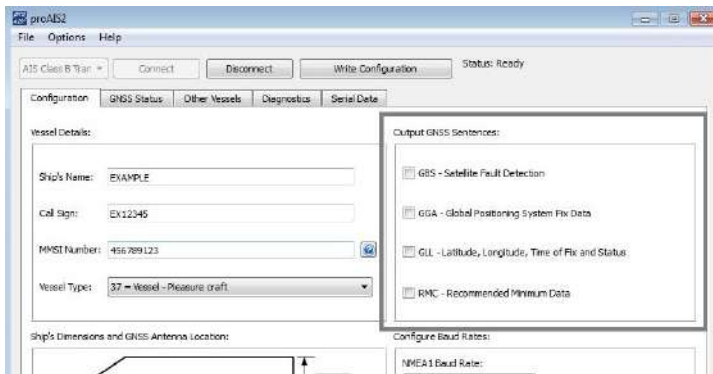 proAIS2
File Options Help
AIS Class B Tran Connect Disconnect Write Configuration Status: Ready
Configuration GNSS Status Other Vessels Diagnostics Serial Data
Vessel Details:
Ship's Name: EXAMPLE
Call Sign: EX12345
MMSI Number: 456789123
Vessel Type: 37 = Vessel - Pleasure craft
Output GNSS Sentences:
GBS - Satellite Fault Detection
GGA - Global Positioning System Fix Data
GLL - Latitude, Longitude, Time of Fix and Status
RMC - Recommended Minimum Data
Ship's Dimensions and GNSS Antenna Location:
Configure Baud Rates:
NMEA1 Baud Rate: